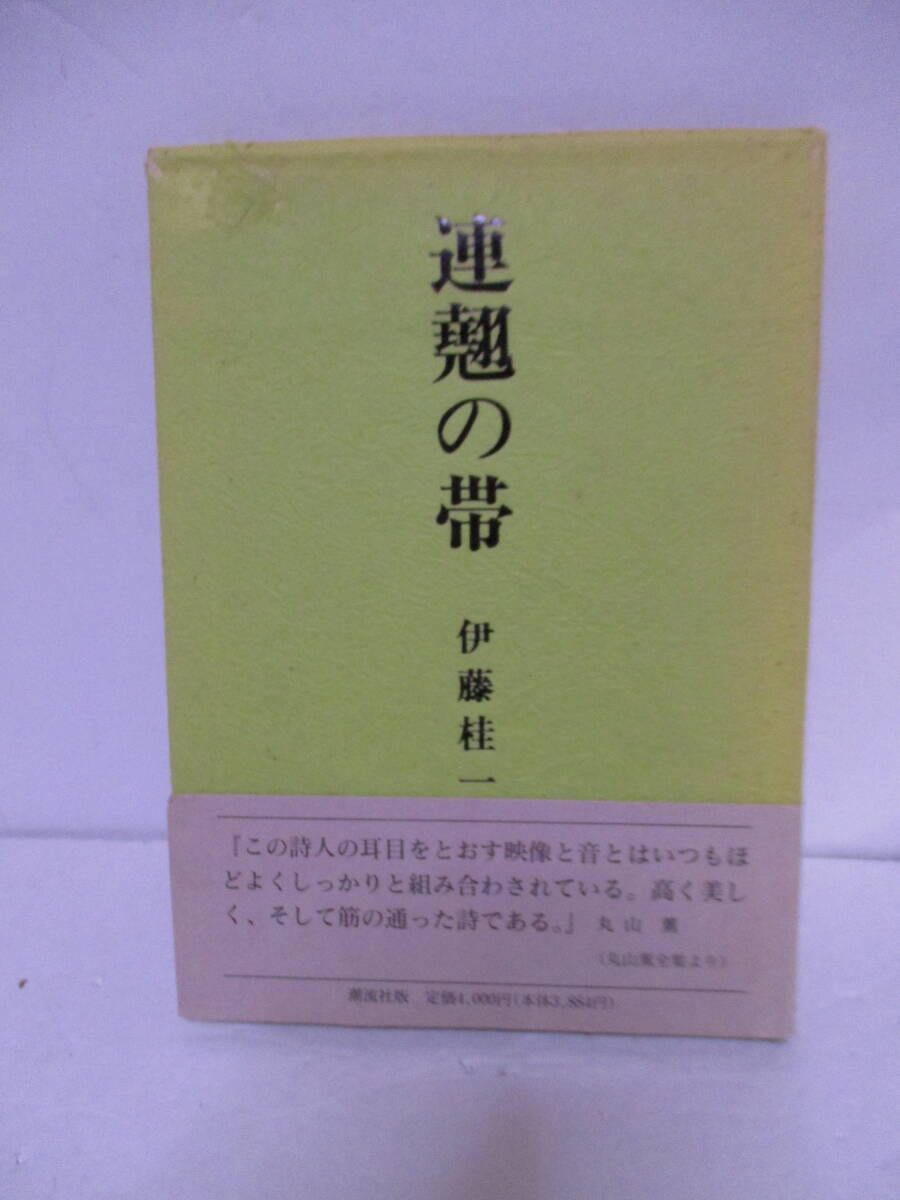 連翹の帯
伊藤桂一
『この詩人の耳目をとおす映像と音とはいつもほ
どよくしっかりと組み合わされている。高く美し
く、そして筋の通った詩である。』 丸山 薫
（丸山薫全集より）
潮流社版 定価4,000円（本体3,884円）